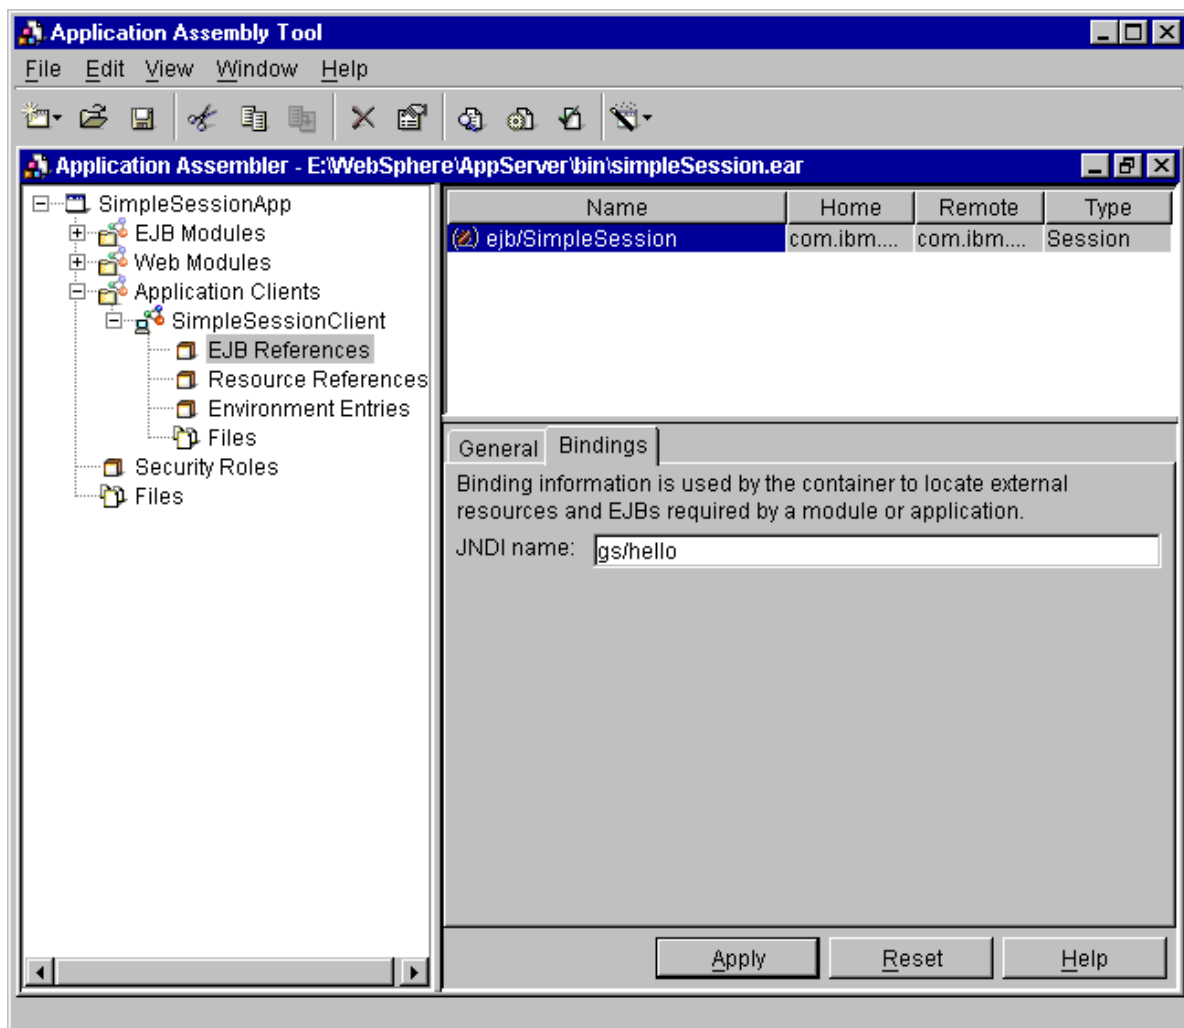 Application Assembly Tool
File Edit View Window Help
Application Assembler - E:\WebSphere\AppServer\bin\simpleSession.ear
SimpleSessionApp
EJB Modules
Web Modules
Application Clients
SimpleSessionClient
EJB References
Resource References
Environment Entries
Files
Security Roles
Files
Name Home Remote Type
ejb/SimpleSession com.ibm.... com.ibm.... Session
General Bindings
Binding information is used by the container to locate external
resources and EJBs required by a module or application.
JNDI name: gs/hello
Apply Reset Help